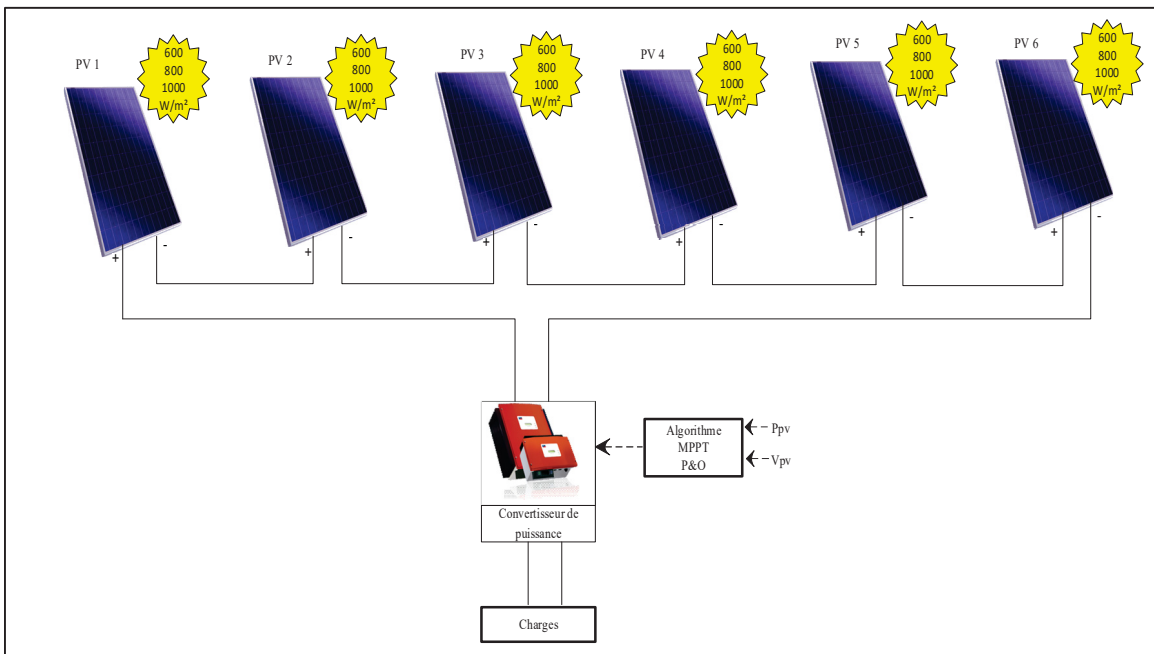 PV 1
600
800
1000
W/m²
PV 2
600
800
1000
W/m²
PV 3
600
800
1000
W/m²
PV 4
600
800
1000
W/m²
PV 5
600
800
1000
W/m²
PV 6
600
800
1000
W/m²
+
-
+
-
+
-
+
-
+
-
+
-
Algorithme
MPPT
P&O
Ppv
Vpv
Convertisseur de
puissance
Charges